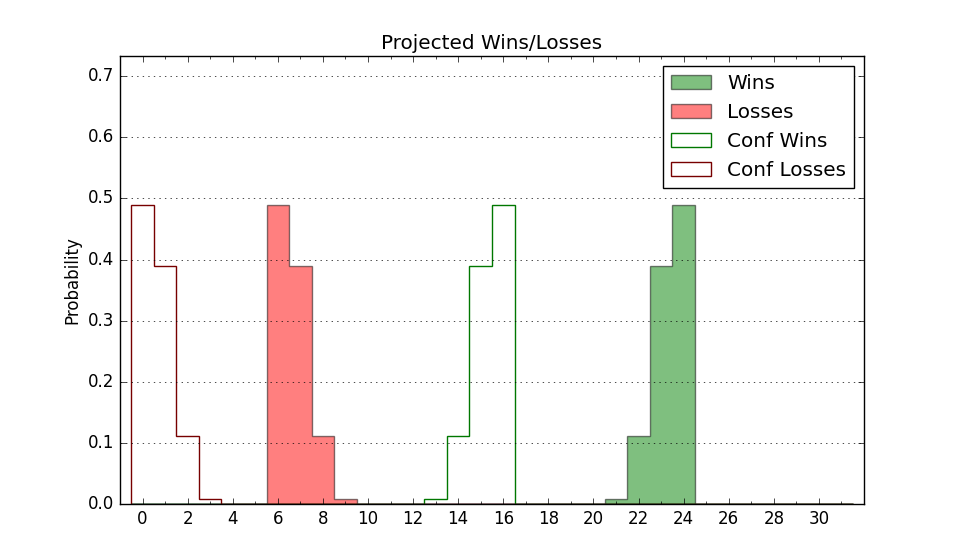 Projected Wins/Losses
0.7
0.6
0.5
0.4
0.3
0.2
0.1
0.0
Probability
Wins
Losses
Conf Wins
Conf Losses
0 2 4 6 8 10 12 14 16 18 20 22 24 26 28 30